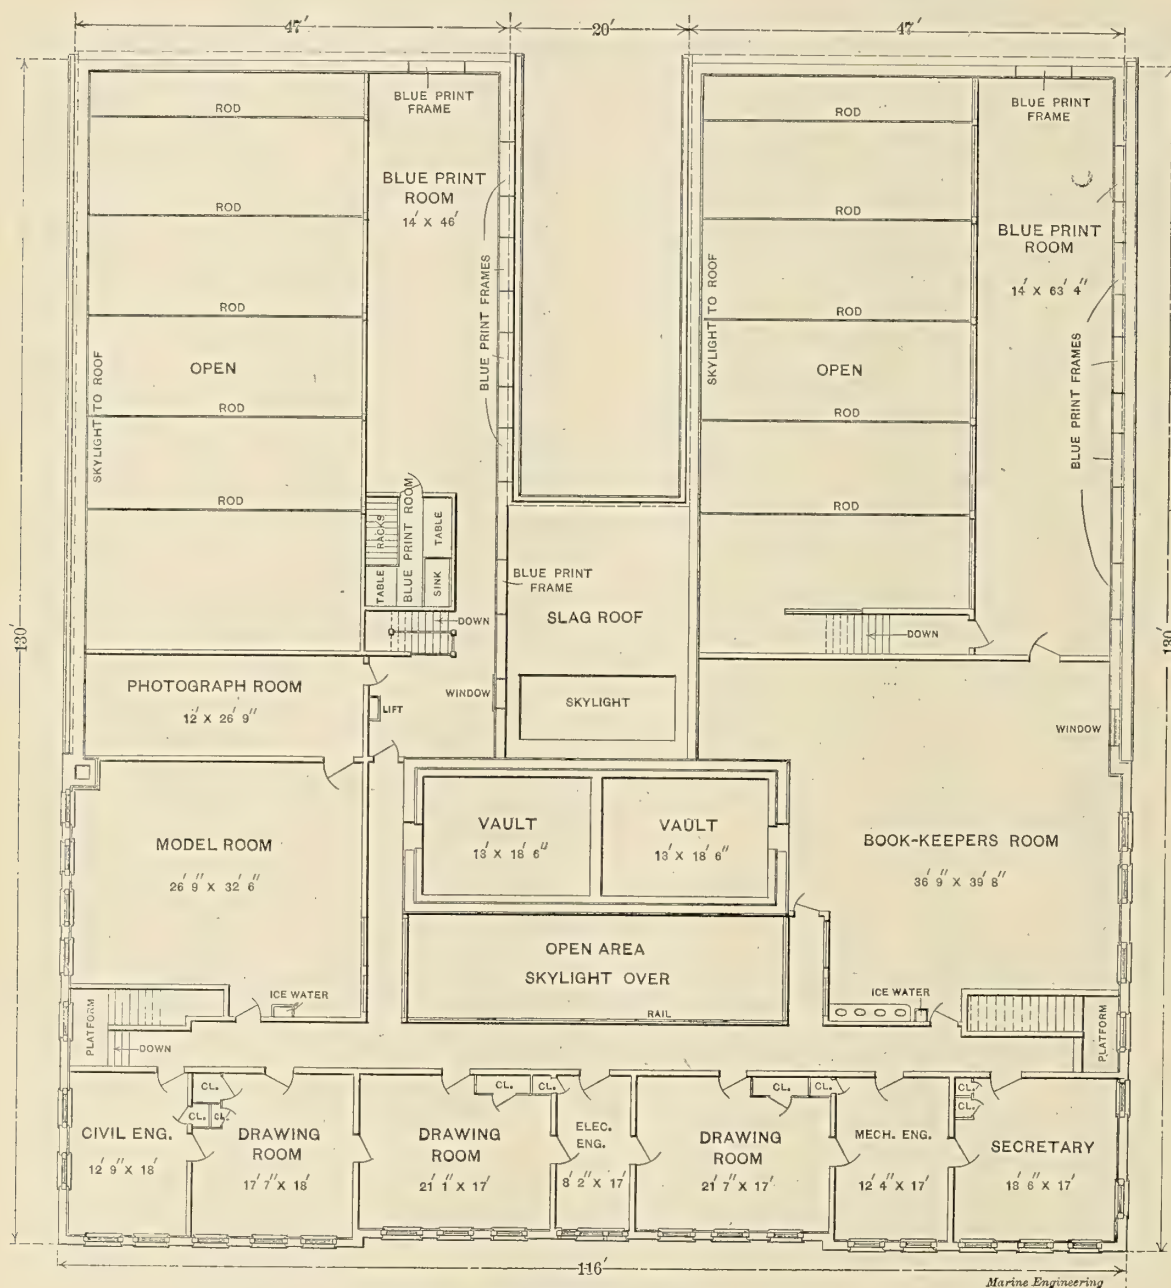 47′
20′
47′
BLUE PRINT
FRAME
BLUE PRINT
FRAME
ROD
ROD
BLUE PRINT
ROOM
14′ X 46′
ROD
ROD
BLUE PRINT
ROOM
14′ X 63′ 4″
SKYLIGHT TO ROOF
ROD
ROD
BLUE PRINT FRAMES
BLUE PRINT FRAMES
OPEN
OPEN
SKYLIGHT TO ROOF
ROD
ROD
ROD
ROD
RACKS
BLUE PRINT ROOM
TABLE
TABLE
SINK
BLUE PRINT
FRAME
SLAG ROOF
DOWN
DOWN
130′
130′
PHOTOGRAPH ROOM
12′ X 26′ 9″
LIFT
WINDOW
SKYLIGHT
WINDOW
MODEL ROOM
26′ 9″ X 32′ 6″
VAULT
13′ X 18′ 6″
VAULT
13′ X 18′ 6″
BOOK-KEEPERS ROOM
36′ 9″ X 39′ 8″
OPEN AREA
SKYLIGHT OVER
RAIL
ICE WATER
ICE WATER
PLATFORM
DOWN
PLATFORM
CL.
CL.
CL.
CL.
CL.
CL.
CL.
CL.
CL.
CIVIL ENG.
12′ 9″ X 18′
DRAWING
ROOM
17′ 7″ X 18′
DRAWING
ROOM
21′ 1″ X 17′
ELEC.
ENG.
8′ 2″ X 17′
DRAWING
ROOM
21′ 7″ X 17′
MECH. ENG.
12′ 4″ X 17′
SECRETARY
18′ 6″ X 17′
116′
Marine Engineering